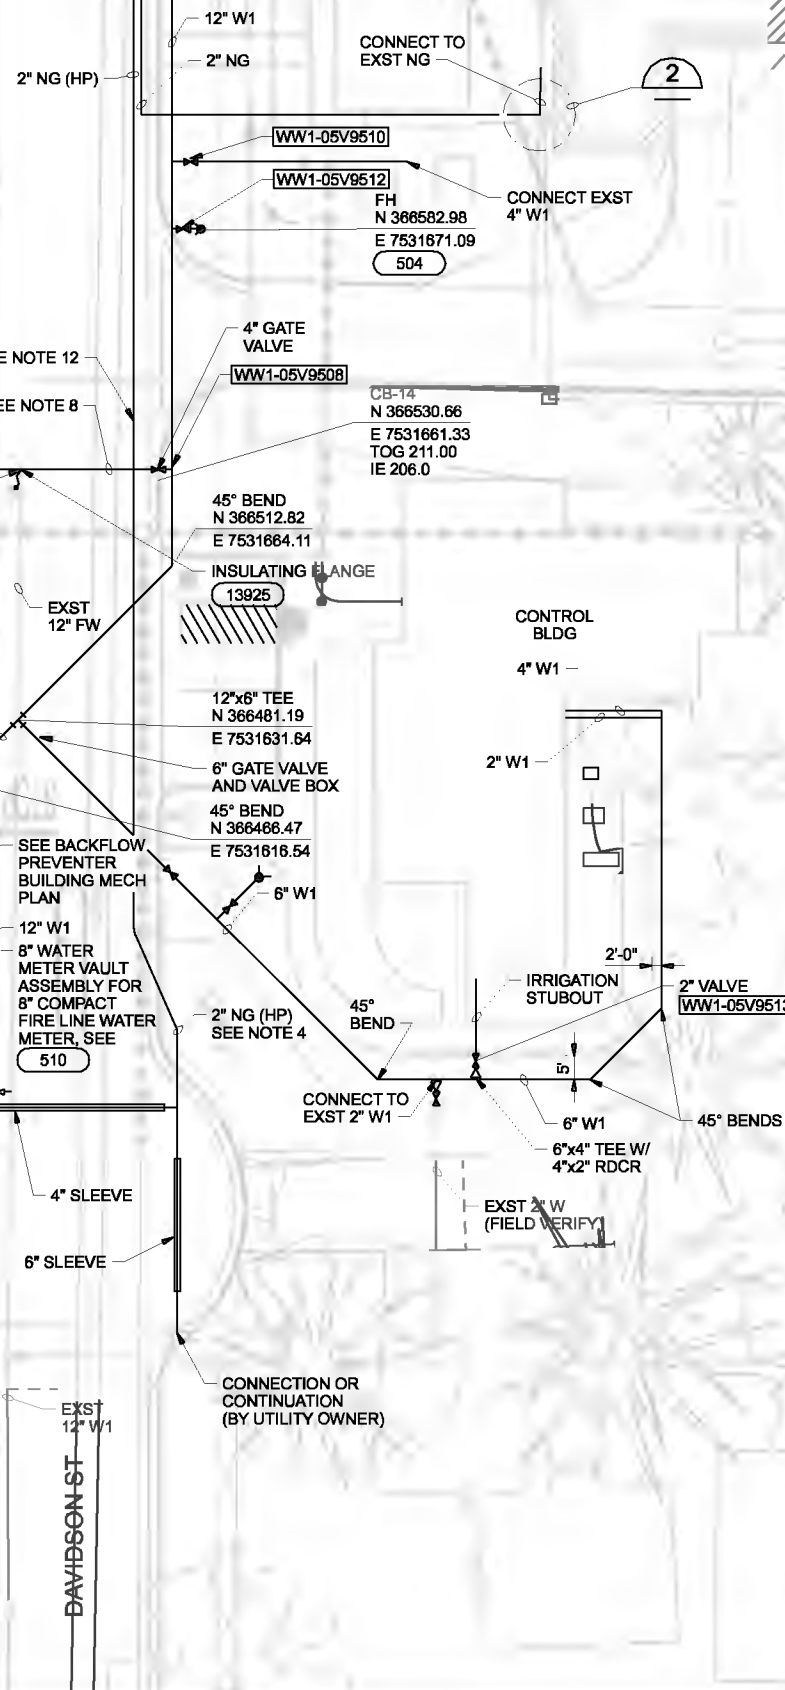 12" W1
2" NG
2" NG (HP)
CONNECT TO
EXST NG
2
WW1-05V9510
WW1-05V9512
FH
N 366582.98
E 7531671.09
504
CONNECT EXST
4" W1
4" GATE
VALVE
E NOTE 12
WW1-05V9508
EE NOTE 8
CB-14
N 366530.66
E 7531661.33
TOG 211.00
IE 206.0
45° BEND
N 366512.82
E 7531664.11
INSULATING FLANGE
13925
EXST
12" FW
CONTROL
BLDG
4" W1
12"x6" TEE
N 366481.19
E 7531631.64
2" W1
6" GATE VALVE
AND VALVE BOX
45° BEND
N 366466.47
E 7531616.54
SEE BACKFLOW
PREVENTER
BUILDING MECH
PLAN
6" W1
12" W1
8" WATER
METER VAULT
ASSEMBLY FOR
8" COMPACT
FIRE LINE WATER
METER, SEE
510
2'-0"
IRRIGATION
STUBOUT
2" VALVE
WW1-05V9513
2" NG (HP)
SEE NOTE 4
45°
BEND
5'
CONNECT TO
EXST 2" W1
6" W1
45° BENDS
6"x4" TEE W/
4"x2" RDCR
4" SLEEVE
EXST 2" W
(FIELD VERIFY)
6" SLEEVE
CONNECTION OR
CONTINUATION
(BY UTILITY OWNER)
EXST
12" W1
DAVIDSON ST